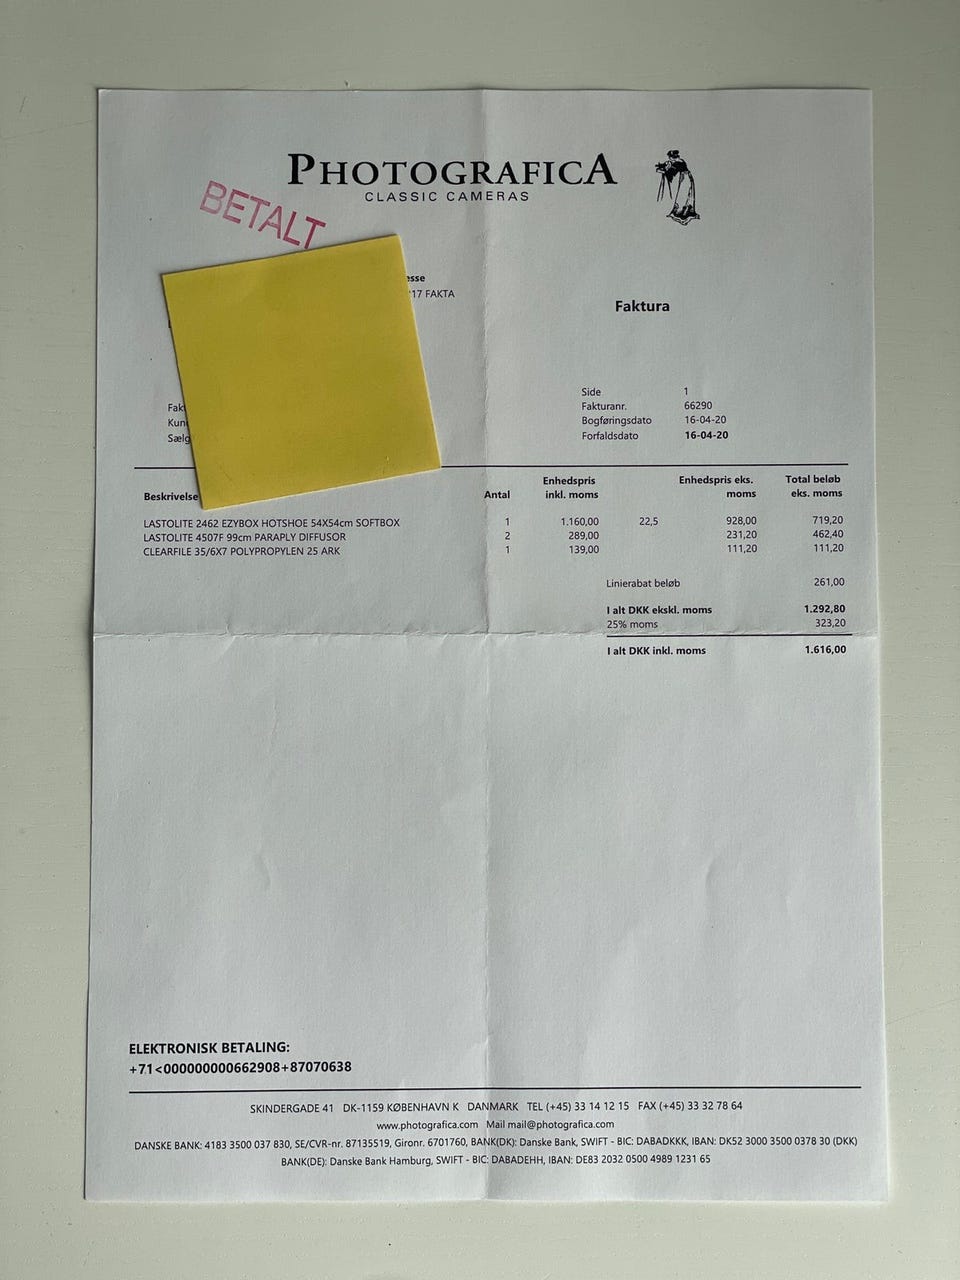 PHOTOGRAFICA
CLASSIC CAMERAS
BETALT
17 FAKTA
Faktura
Side 1
Fakturanr. 66290
Bogføringsdato 16-04-20
Forfaldsdato 16-04-20
Beskrivelse Antal Enhedspris inkl. moms Enhedspris eks. moms Total beløb eks. moms
LASTOLITE 2462 EZYBOX HOTSHOE 54X54cm SOFTBOX 1 1.160,00 22,5 928,00 719,20
LASTOLITE 4507F 99cm PARAPLY DIFFUSOR 2 289,00 231,20 462,40
CLEARFILE 35/6X7 POLYPROPYLEN 25 ARK 1 139,00 111,20 111,20
Linierabat beløb 261,00
I alt DKK ekskl. moms 1.292,80
25% moms 323,20
I alt DKK inkl. moms 1.616,00
ELEKTRONISK BETALING:
+71<000000000662908+87070638
SKINDERGADE 41 DK-1159 KØBENHAVN K DANMARK TEL (+45) 33 14 12 15 FAX (+45) 33 32 78 64
www.photografica.com Mail mail@photografica.com
DANSKE BANK: 4183 3500 037 830, SE/CVR-nr. 87135519, Gironr. 6701760, BANK(DK): Danske Bank, SWIFT - BIC: DABADKKK, IBAN: DK52 3000 3500 0378 30 (DKK)
BANK(DE): Danske Bank Hamburg, SWIFT - BIC: DABADEHH, IBAN: DE83 2032 0500 4989 1231 65